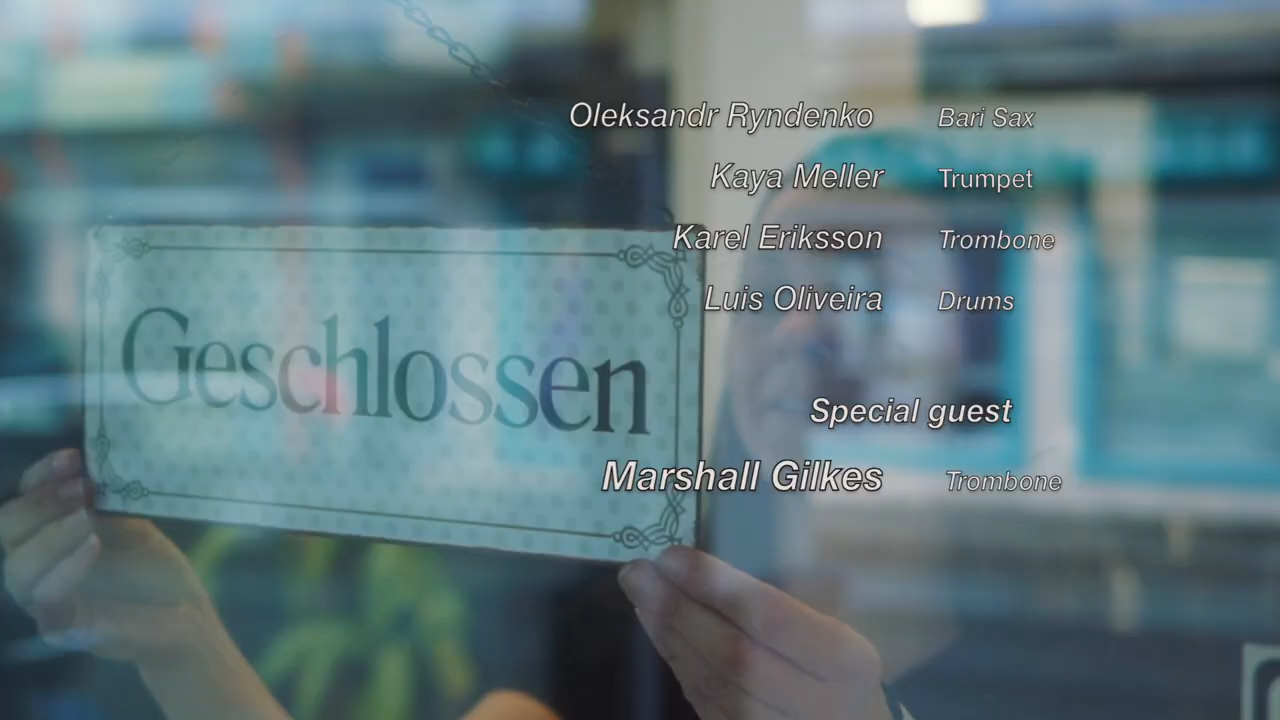 Oleksandr Ryndenko Bari Sax
Kaya Meller Trumpet
Karel Eriksson Trombone
Luis Oliveira Drums
Geschlossen
Special guest
Marshall Gilkes Trombone